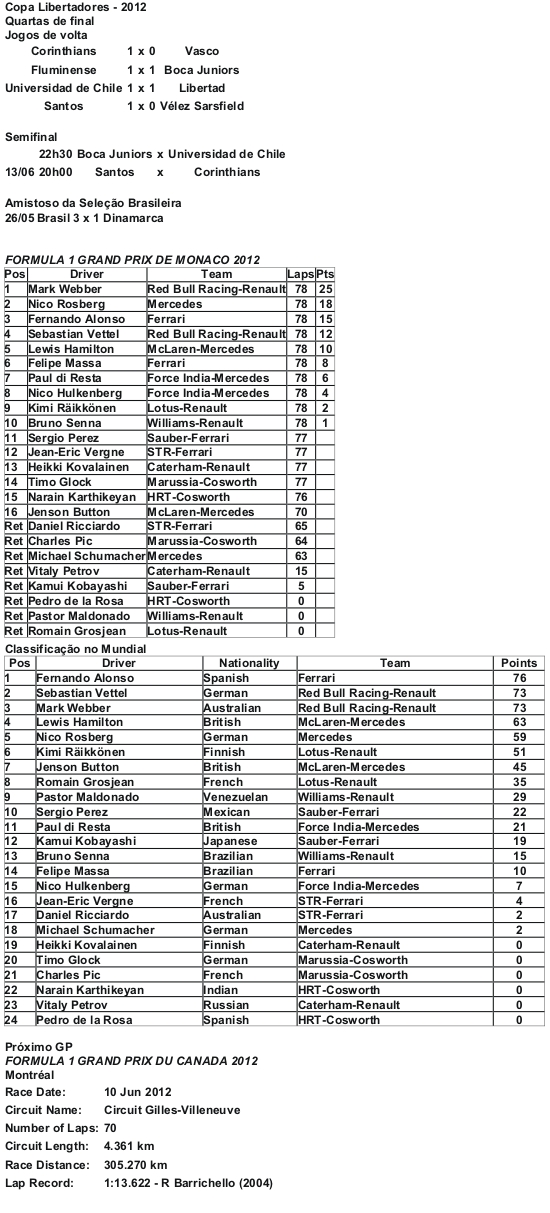 Copa Libertadores - 2012
Quartas de final
Jogos de volta
Corinthians 1 x 0 Vasco
Fluminense 1 x 1 Boca Juniors
Universidad de Chile 1 x 1 Libertad
Santos 1 x 0 Vélez Sarsfield
Semifinal
22h30 Boca Juniors x Universidad de Chile
13/06 20h00 Santos x Corinthians
Amistoso da Seleção Brasileira
26/05 Brasil 3 x 1 Dinamarca
FORMULA 1 GRAND PRIX DE MONACO 2012
Pos Driver Team Laps Pts
1 Mark Webber Red Bull Racing-Renault 78 25
2 Nico Rosberg Mercedes 78 18
3 Fernando Alonso Ferrari 78 15
4 Sebastian Vettel Red Bull Racing-Renault 78 12
5 Lewis Hamilton McLaren-Mercedes 78 10
6 Felipe Massa Ferrari 78 8
7 Paul di Resta Force India-Mercedes 78 6
8 Nico Hulkenberg Force India-Mercedes 78 4
9 Kimi Räikkönen Lotus-Renault 78 2
10 Bruno Senna Williams-Renault 78 1
11 Sergio Perez Sauber-Ferrari 77
12 Jean-Eric Vergne STR-Ferrari 77
13 Heikki Kovalainen Caterham-Renault 77
14 Timo Glock Marussia-Cosworth 77
15 Narain Karthikeyan HRT-Cosworth 76
16 Jenson Button McLaren-Mercedes 70
Ret Daniel Ricciardo STR-Ferrari 65
Ret Charles Pic Marussia-Cosworth 64
Ret Michael Schumacher Mercedes 63
Ret Vitaly Petrov Caterham-Renault 15
Ret Kamui Kobayashi Sauber-Ferrari 5
Ret Pedro de la Rosa HRT-Cosworth 0
Ret Pastor Maldonado Williams-Renault 0
Ret Romain Grosjean Lotus-Renault 0
Classificação no Mundial
Pos Driver Nationality Team Points
1 Fernando Alonso Spanish Ferrari 76
2 Sebastian Vettel German Red Bull Racing-Renault 73
3 Mark Webber Australian Red Bull Racing-Renault 73
4 Lewis Hamilton British McLaren-Mercedes 63
5 Nico Rosberg German Mercedes 59
6 Kimi Räikkönen Finnish Lotus-Renault 51
7 Jenson Button British McLaren-Mercedes 45
8 Romain Grosjean French Lotus-Renault 35
9 Pastor Maldonado Venezuelan Williams-Renault 29
10 Sergio Perez Mexican Sauber-Ferrari 22
11 Paul di Resta British Force India-Mercedes 21
12 Kamui Kobayashi Japanese Sauber-Ferrari 19
13 Bruno Senna Brazilian Williams-Renault 15
14 Felipe Massa Brazilian Ferrari 10
15 Nico Hulkenberg German Force India-Mercedes 7
16 Jean-Eric Vergne French STR-Ferrari 4
17 Daniel Ricciardo Australian STR-Ferrari 2
18 Michael Schumacher German Mercedes 2
19 Heikki Kovalainen Finnish Caterham-Renault 0
20 Timo Glock German Marussia-Cosworth 0
21 Charles Pic French Marussia-Cosworth 0
22 Narain Karthikeyan Indian HRT-Cosworth 0
23 Vitaly Petrov Russian Caterham-Renault 0
24 Pedro de la Rosa Spanish HRT-Cosworth 0
Próximo GP
FORMULA 1 GRAND PRIX DU CANADA 2012
Montréal
Race Date: 10 Jun 2012
Circuit Name: Circuit Gilles-Villeneuve
Number of Laps: 70
Circuit Length: 4.361 km
Race Distance: 305.270 km
Lap Record: 1:13.622 - R Barrichello (2004)